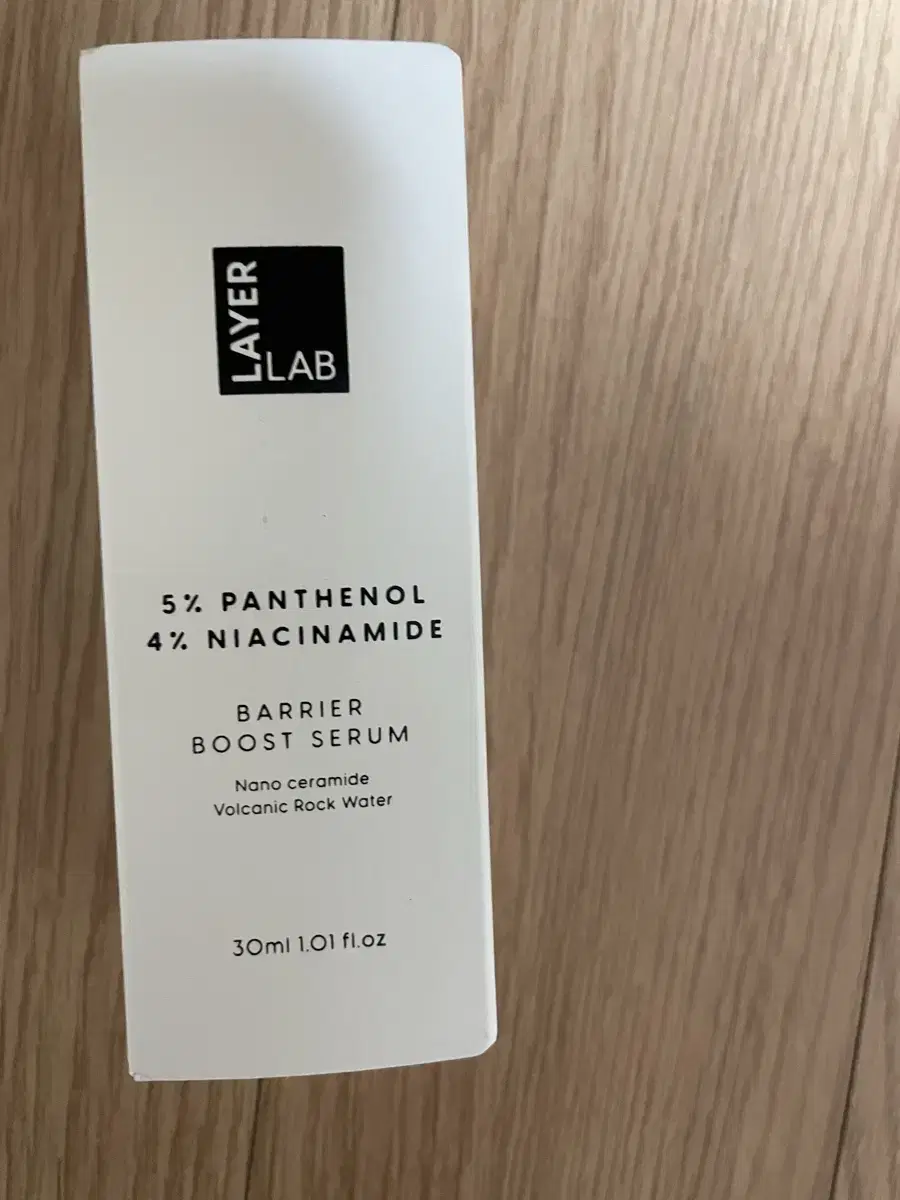 LAYER
LAB
5% PANTHENOL
4% NIACINAMIDE
BARRIER
BOOST SERUM
Nano ceramide
Volcanic Rock Water
30ml 1.01 fl.oz